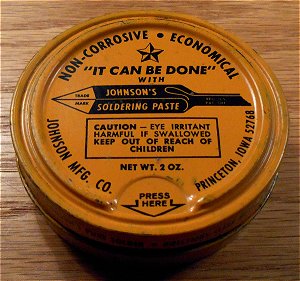 NON-CORROSIVE • ECONOMICAL
"IT CAN BE DONE"
WITH
TRADE MARK
JOHNSON'S
SOLDERING PASTE
CAUTION — EYE IRRITANT
HARMFUL IF SWALLOWED
KEEP OUT OF REACH OF
CHILDREN
NET WT. 2 OZ.
JOHNSON MFG. CO.
PRINCETON, IOWA 52768
PRESS
HERE